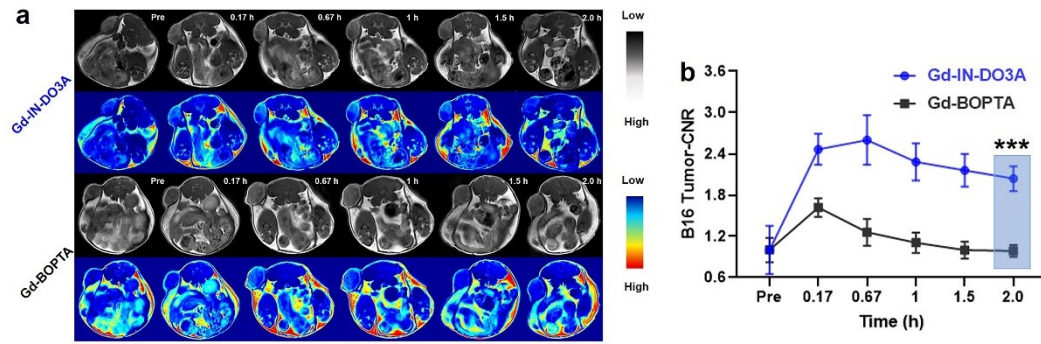 a
Pre 0.17 h 0.67 h 1 h 1.5 h 2.0 h
Low
High
Gd-IN-DO3A
Pre 0.17 h 0.67 h 1 h 1.5 h 2.0 h
Low
High
Gd-BOPTA
b
Gd-IN-DO3A
Gd-BOPTA
***
3.6
3.0
2.4
1.8
1.2
0.6
B16 Tumor-CNR
Pre 0.17 0.67 1 1.5 2.0
Time (h)